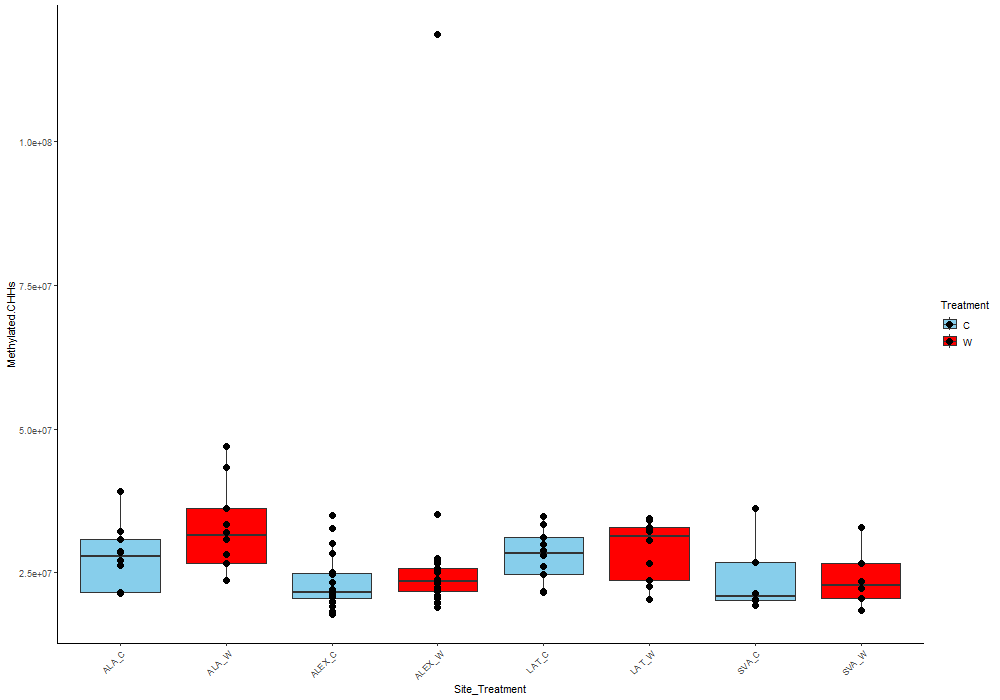 Methylated.CHHs
1.0e+08
7.5e+07
5.0e+07
2.5e+07
ALA_C
ALA_W
ALEX_C
ALEX_W
LAT_C
LAT_W
SVA_C
SVA_W
Site_Treatment
Treatment
C
W